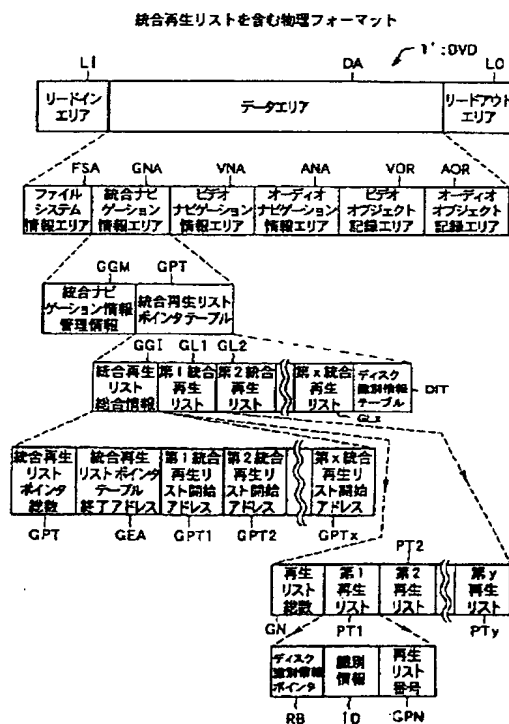 統合再生リストを含む物理フォーマット
1':DVD
LI
DA
LO
リードイン
エリア
データエリア
リードアウト
エリア
FSA
GNA
VNA
ANA
VOR
AOR
ファイル
システム
情報エリア
統合ナビ
ゲーション
情報エリア
ビデオ
ナビゲーション
情報エリア
オーディオ
ナビゲーション
情報エリア
ビデオ
オブジェクト
記録エリア
オーディオ
オブジェクト
記録エリア
GGM
GPT
統合ナビ
ゲーション情報
管理情報
統合再生リスト
ポインタテーブル
GGI
GL1
GL2
統合再生
リスト
総合情報
第1統合
再生
リスト
第2統合
再生
リスト
第x統合
再生
リスト
ディスク
識別情報
テーブル
DIT
GLx
統合再生
リスト
ポインタ
総数
統合再生
リストポインタ
テーブル
終了アドレス
第1統合
再生リ
スト開始
アドレス
第2統合
再生リ
スト開始
アドレス
第x統合
再生リ
スト開始
アドレス
GPT
GEA
GPT1
GPT2
GPTx
PT2
再生
リスト
総数
第1
再生
リスト
第2
再生
リスト
第y
再生
リスト
GN
PT1
PTy
ディスク
識別情報
ポインタ
識別
情報
再生
リスト
番号
RB
ID
GPN